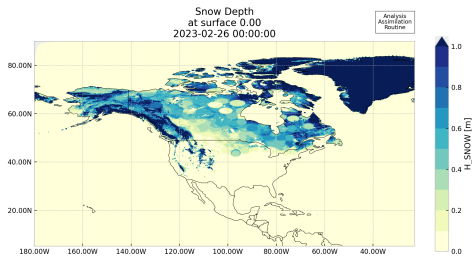 Snow Depth
at surface 0.00
2023-02-26 00:00:00
Analysis
Assimilation
Routine
80.00N
60.00N
40.00N
20.00N
180.00W 160.00W 140.00W 120.00W 100.00W 80.00W 60.00W 40.00W
1.0
0.8
0.6
0.4
0.2
0.0
H_SNOW [m]